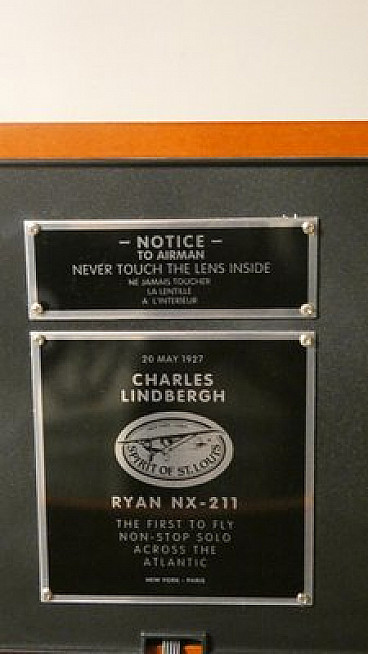 – NOTICE –
TO AIRMAN
NEVER TOUCH THE LENS INSIDE
NE JAMAIS TOUCHER
LA LENTILLE
A L'INTERIEUR
20 MAY 1927
CHARLES
LINDBERGH
SPIRIT OF ST. LOUIS
RYAN NX-211
THE FIRST TO FLY
NON-STOP SOLO
ACROSS THE
ATLANTIC
NEW YORK - PARIS